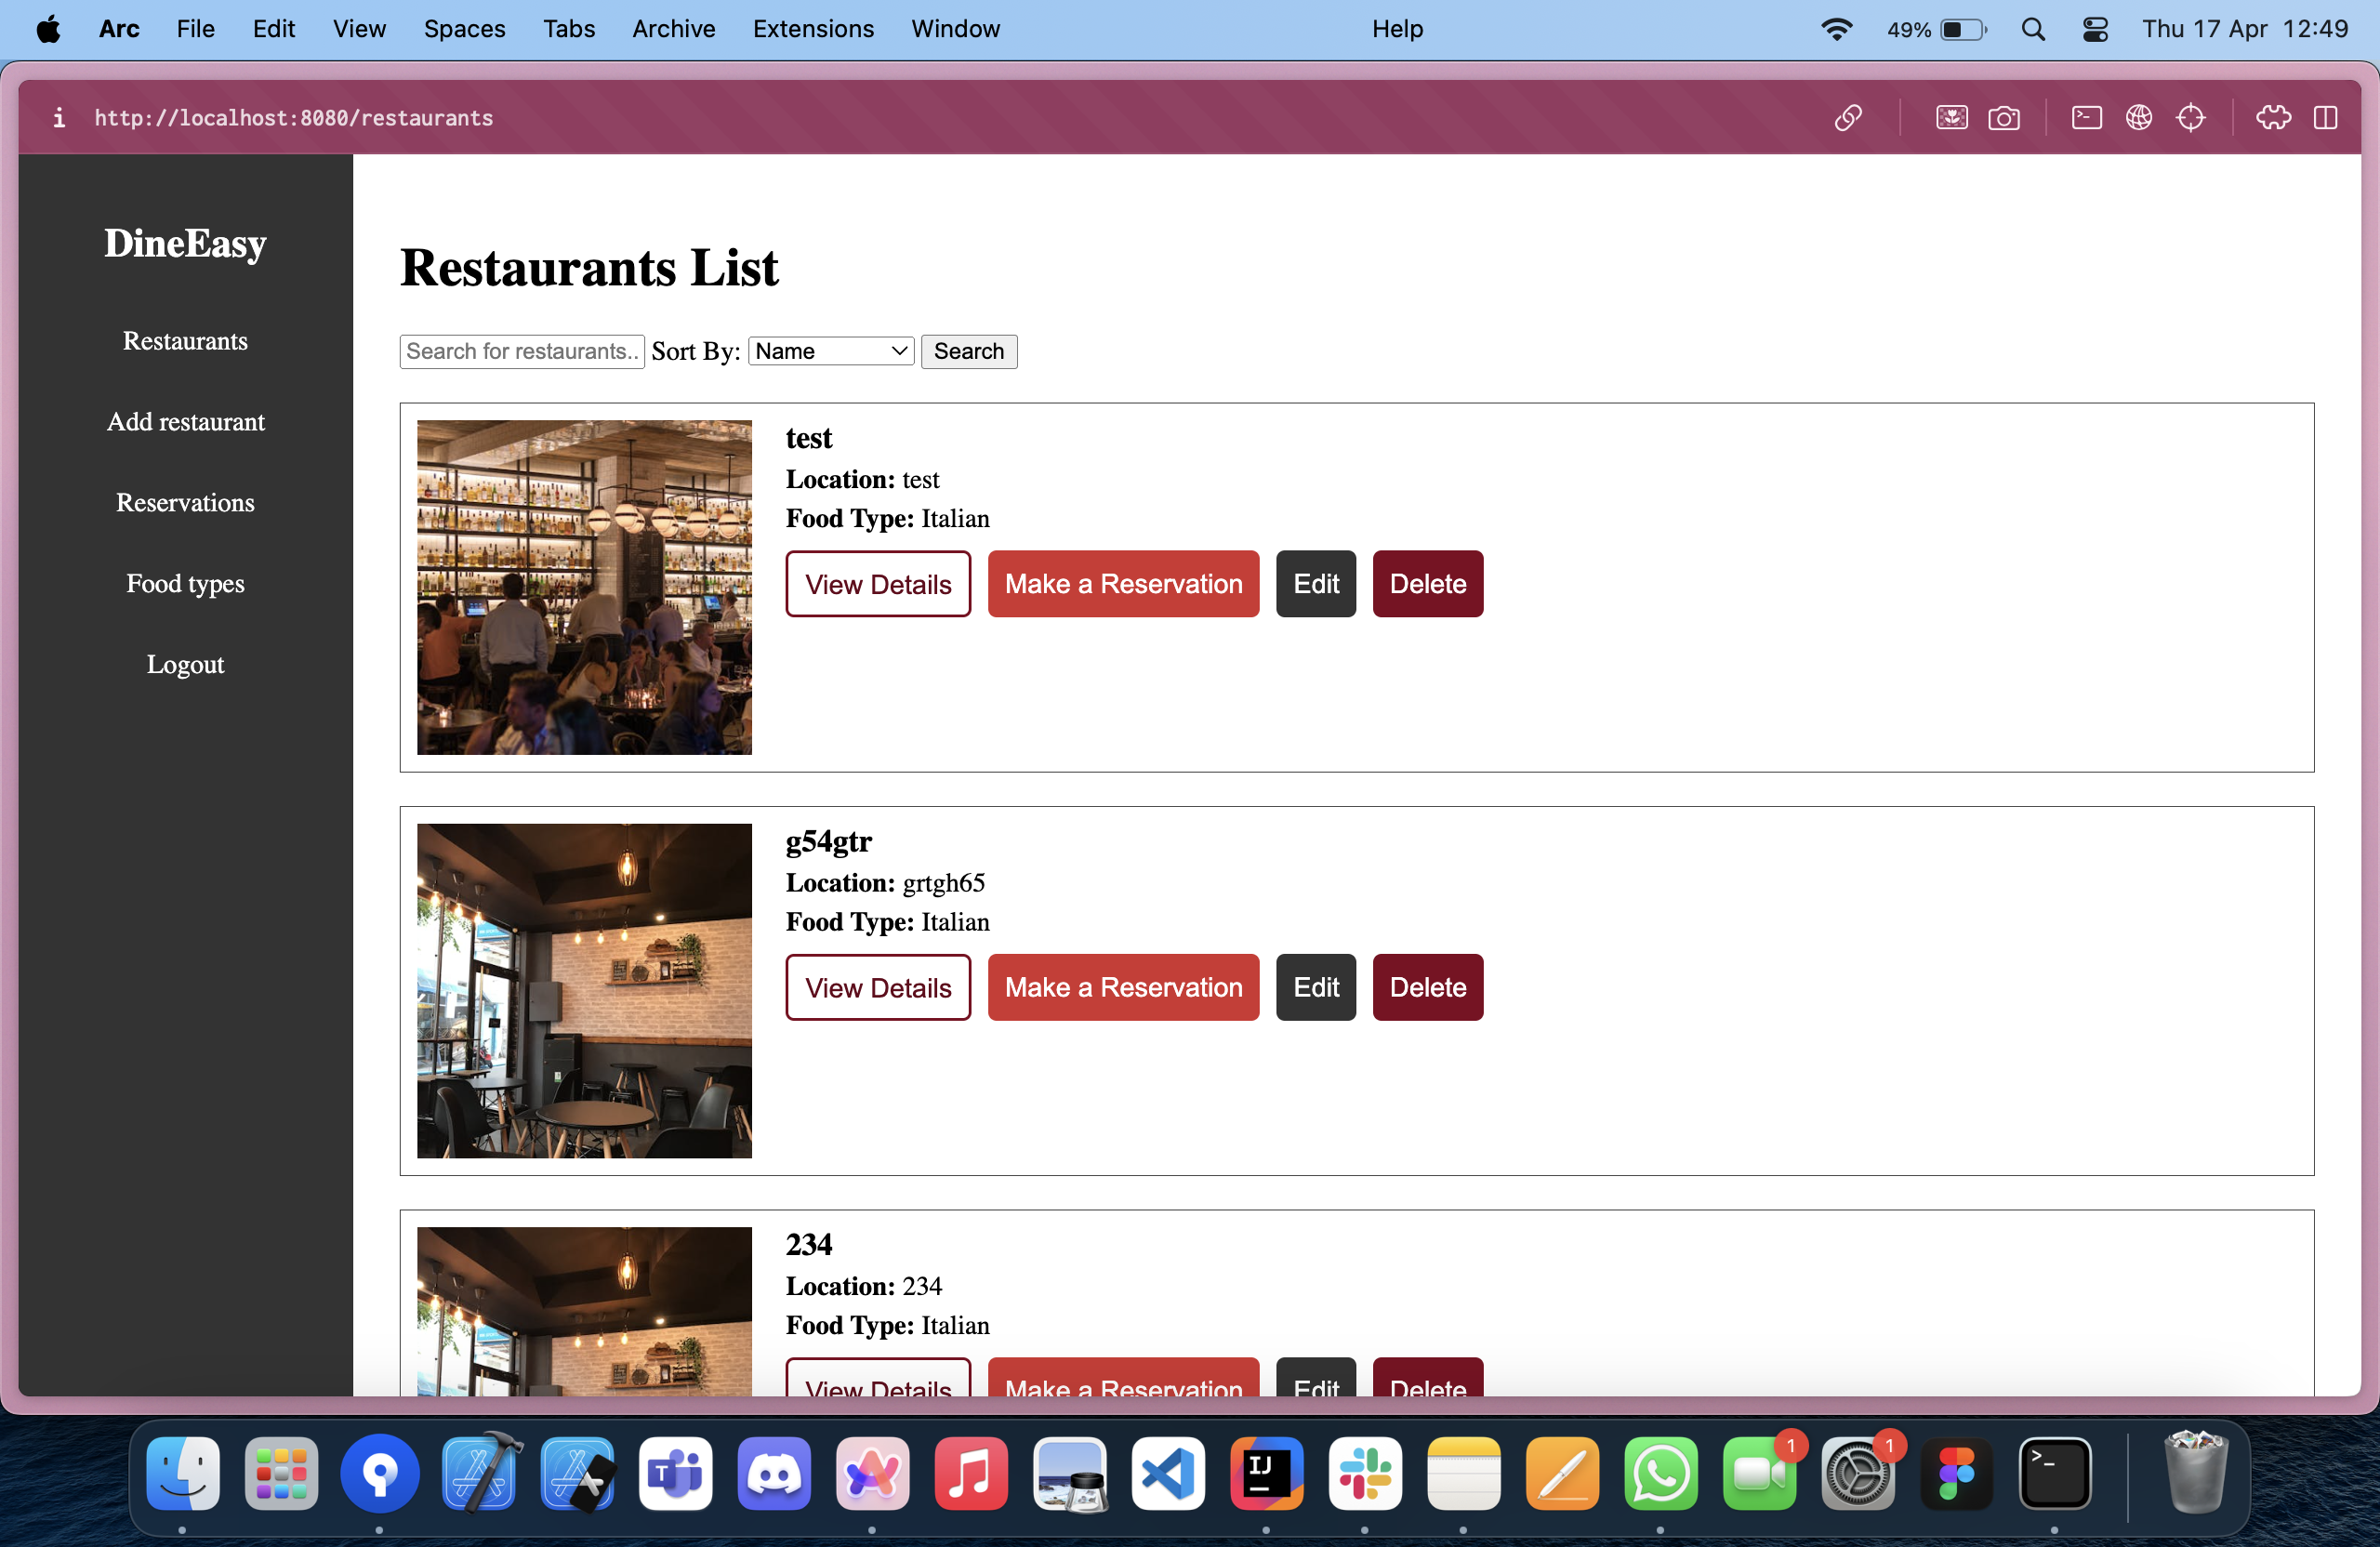 Arc File Edit View Spaces Tabs Archive Extensions Window Help 49% Thu 17 Apr 12:49
i http://localhost:8080/restaurants
DineEasy
Restaurants
Add restaurant
Reservations
Food types
Logout
Restaurants List
Search for restaurants.. Sort By: Name Search
test
Location: test
Food Type: Italian
View Details Make a Reservation Edit Delete
g54gtr
Location: grtgh65
Food Type: Italian
View Details Make a Reservation Edit Delete
234
Location: 234
Food Type: Italian
View Details Make a Reservation Edit Delete
T IJ 1 1 >_